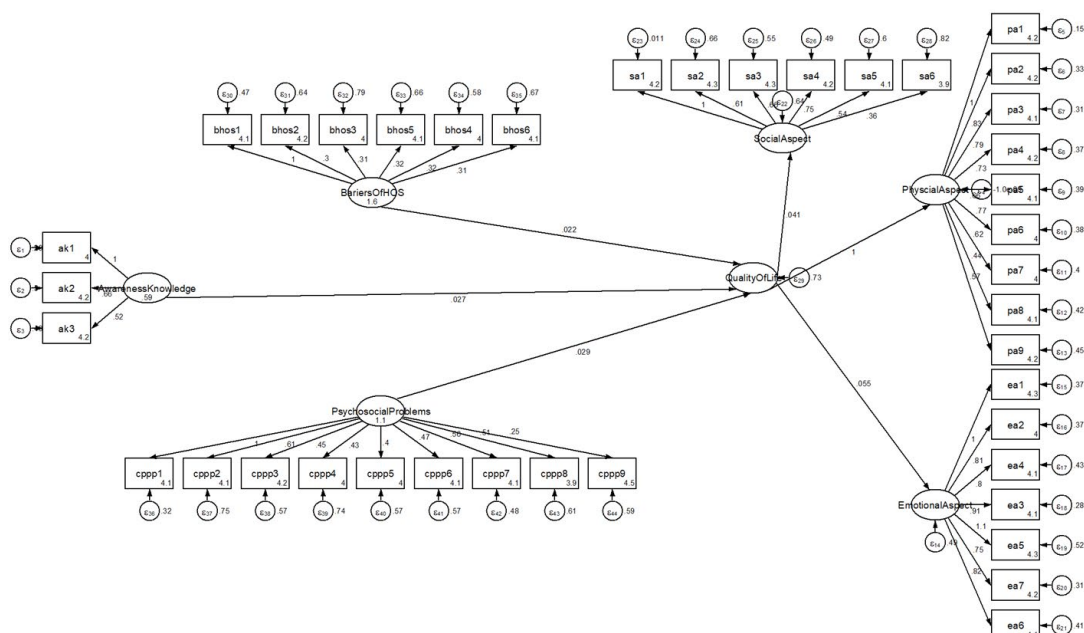 ε23 .011 ε24 .66 ε25 .55 ε26 .49 ε27 .6 ε28 .82
sa1 4.2 sa2 4.3 sa3 4.3 sa4 4.2 sa5 4.1 sa6 3.9
1 .61 .75 .54 .36
ε22 .64
SocialAspect
ε30 .47 ε31 .64 ε32 .79 ε33 .66 ε34 .58 ε35 .67
bhos1 4.1 bhos2 4.2 bhos3 4 bhos5 4.1 bhos4 4 bhos6 4.1
1 .3 .31 .32 .32 .31
BariersOfHOS
1.6
.022
.041
1
ε1 ak1 4
ε2 ak2 4.2
ε3 ak3 4.2
1
.66
.52
AwarenessKnowledge
.59
.027
QualityOfLife
ε29 .73
.029
.055
PsychosocialProblems
1.1
1 .61 .45 .43 .4 .47 .51 .25
cppp1 4.1 cppp2 4.1 cppp3 4.2 cppp4 4 cppp5 4 cppp6 4.1 cppp7 4.1 cppp8 3.9 cppp9 4.5
ε36 .32 ε37 .75 ε38 .57 ε39 .74 ε40 .57 ε41 .57 ε42 .48 ε43 .61 ε44 .59
PhyscialAspect
1
.83
.79
.73
.77
.62
.44
.57
pa1 4.2 ε5 .15
pa2 4.2 ε6 .33
pa3 4.1 ε7 .31
pa4 4.2 ε8 .37
pa5 4.1 ε9 .39
pa6 4 ε10 .38
pa7 4 ε11 .4
pa8 4.1 ε12 .42
pa9 4.2 ε13 .45
EmotionalAspect
ε14 .49
1
.81
.8
.91
1.1
.75
.82
ea1 4.3 ε15 .37
ea2 4 ε16 .37
ea4 4.1 ε17 .43
ea3 4.1 ε18 .28
ea5 4.3 ε19 .52
ea7 4.2 ε20 .31
ea6 ε21 .41